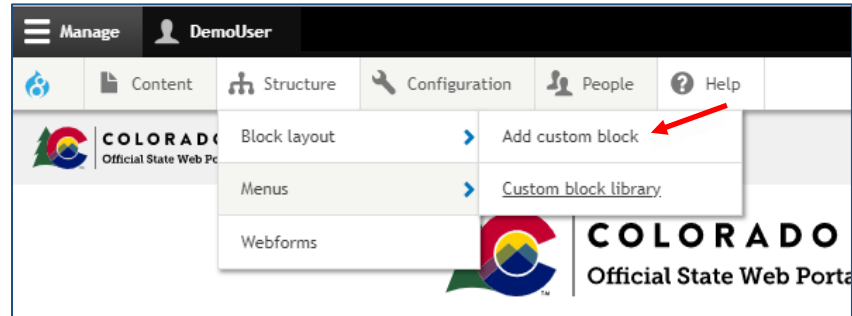 Manage DemoUser
Content Structure Configuration People Help
COLORADO
Official State Web Po
Block layout Add custom block
Menus Custom block library
Webforms
COLORADO
Official State Web Porta
TM